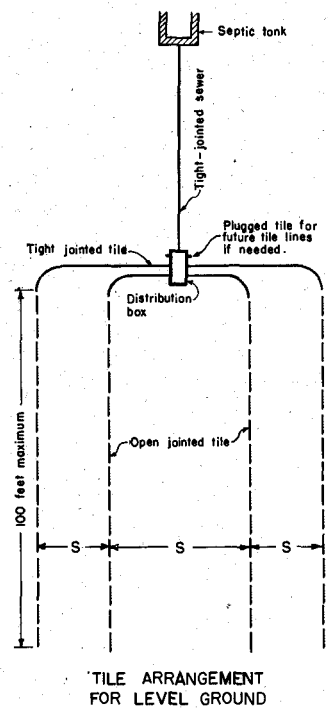 Septic tank
Tight-jointed sewer
Plugged tile for
future tile lines
if needed.
Tight jointed tile
Distribution
box
100 feet maximum
Open jointed tile
S
S
S
TILE ARRANGEMENT
FOR LEVEL GROUND